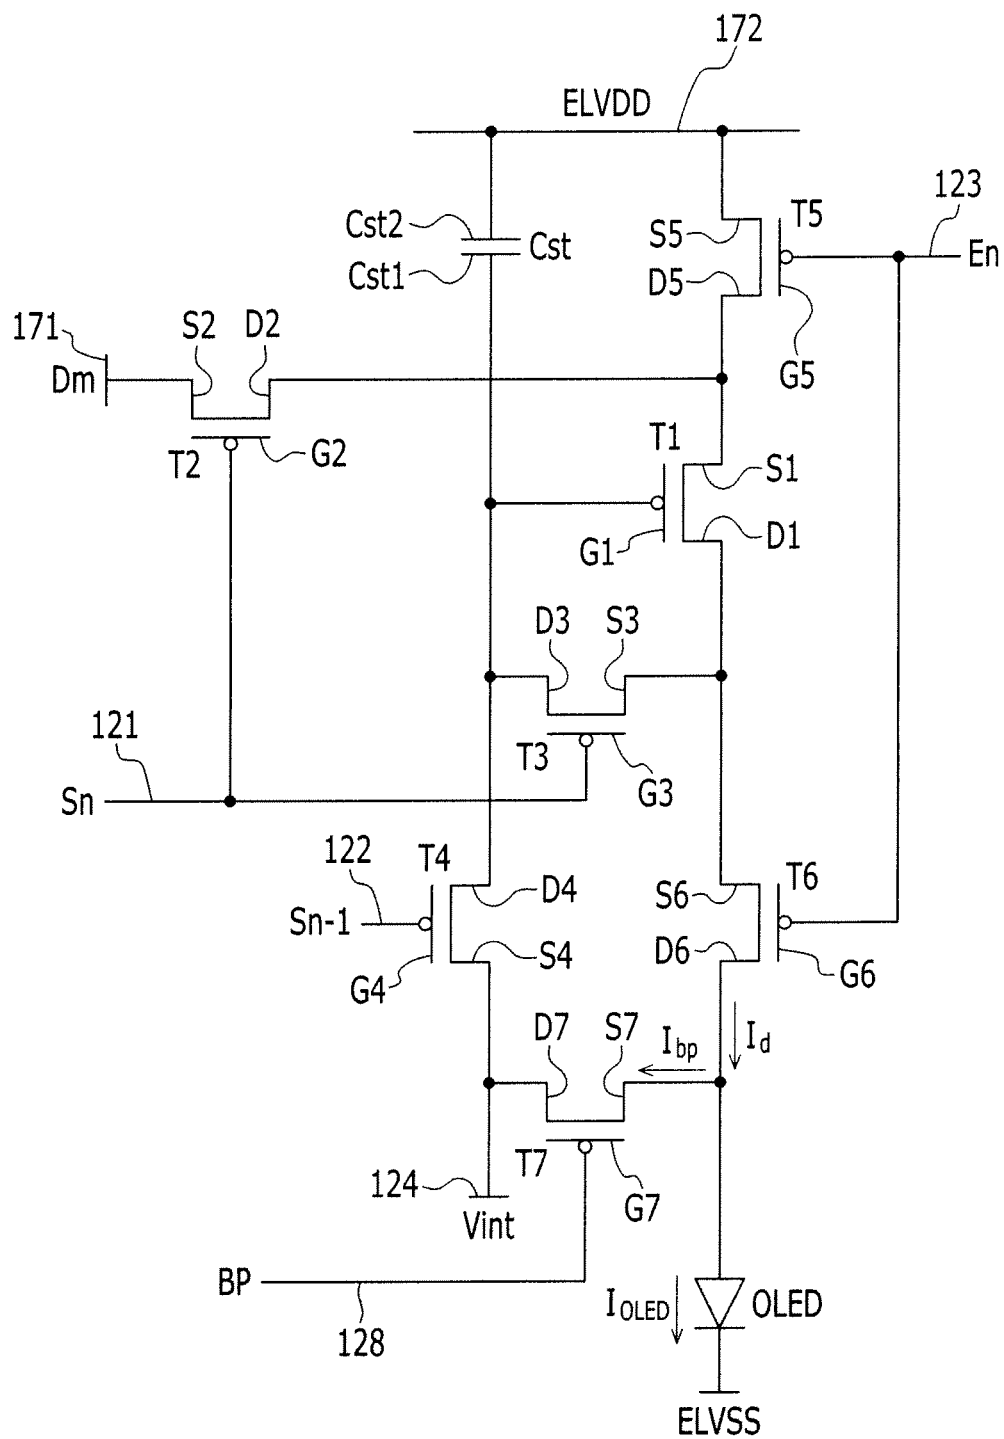 172
ELVDD
123
T5
Cst2
S5
En
Cst
Cst1
D5
171
S2
D2
Dm
G5
T1
G2
T2
S1
G1
D1
D3
S3
121
T3
Sn
G3
122
T4
T6
D4
S6
Sn-1
S4
D6
G4
G6
D7
S7
Ibp
Id
T7
124
G7
Vint
BP
IOLED
OLED
128
ELVSS